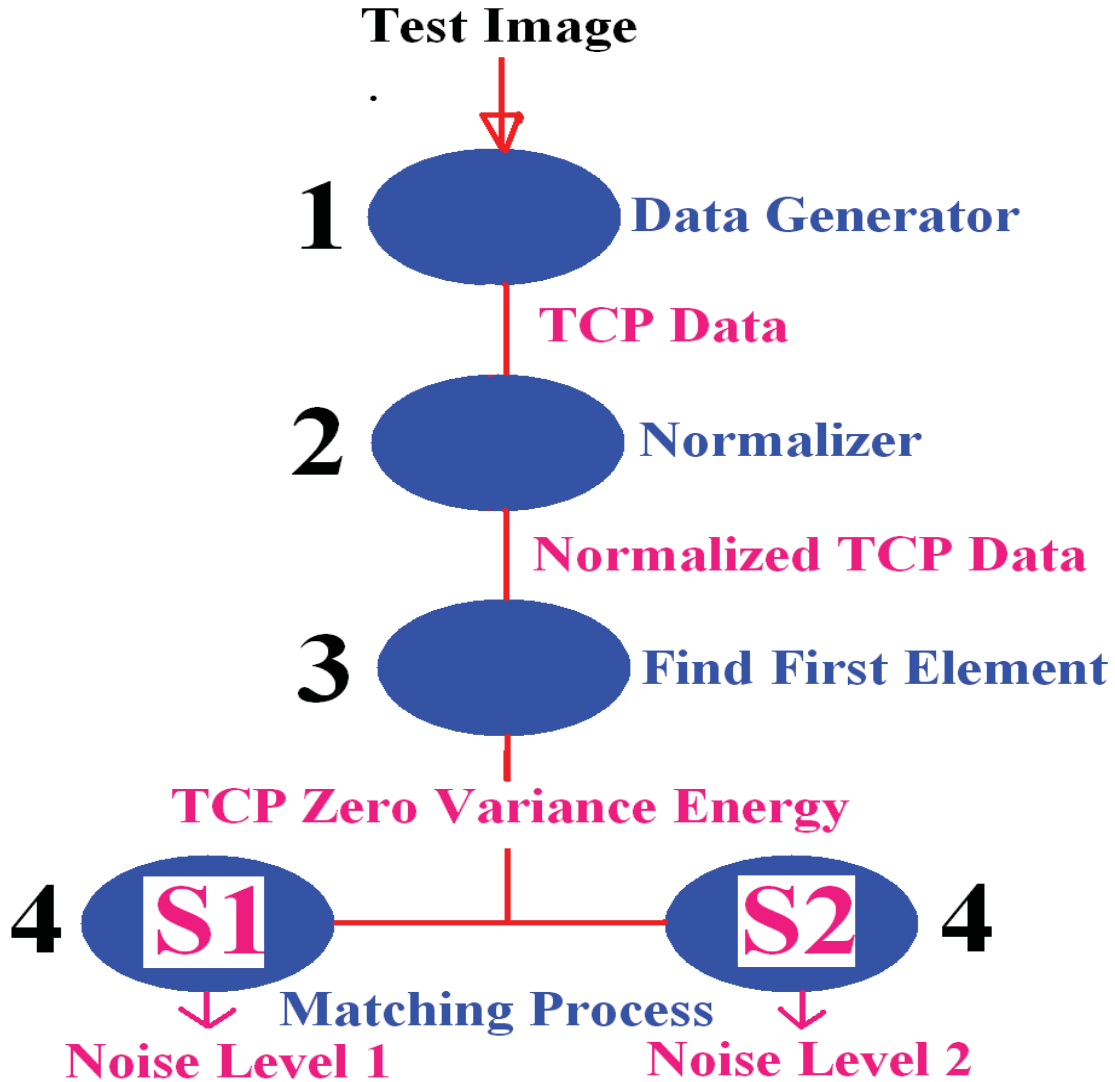 Test Image
.
1 Data Generator
TCP Data
2 Normalizer
Normalized TCP Data
3 Find First Element
TCP Zero Variance Energy
4 S1 S2 4
Matching Process
Noise Level 1 Noise Level 2